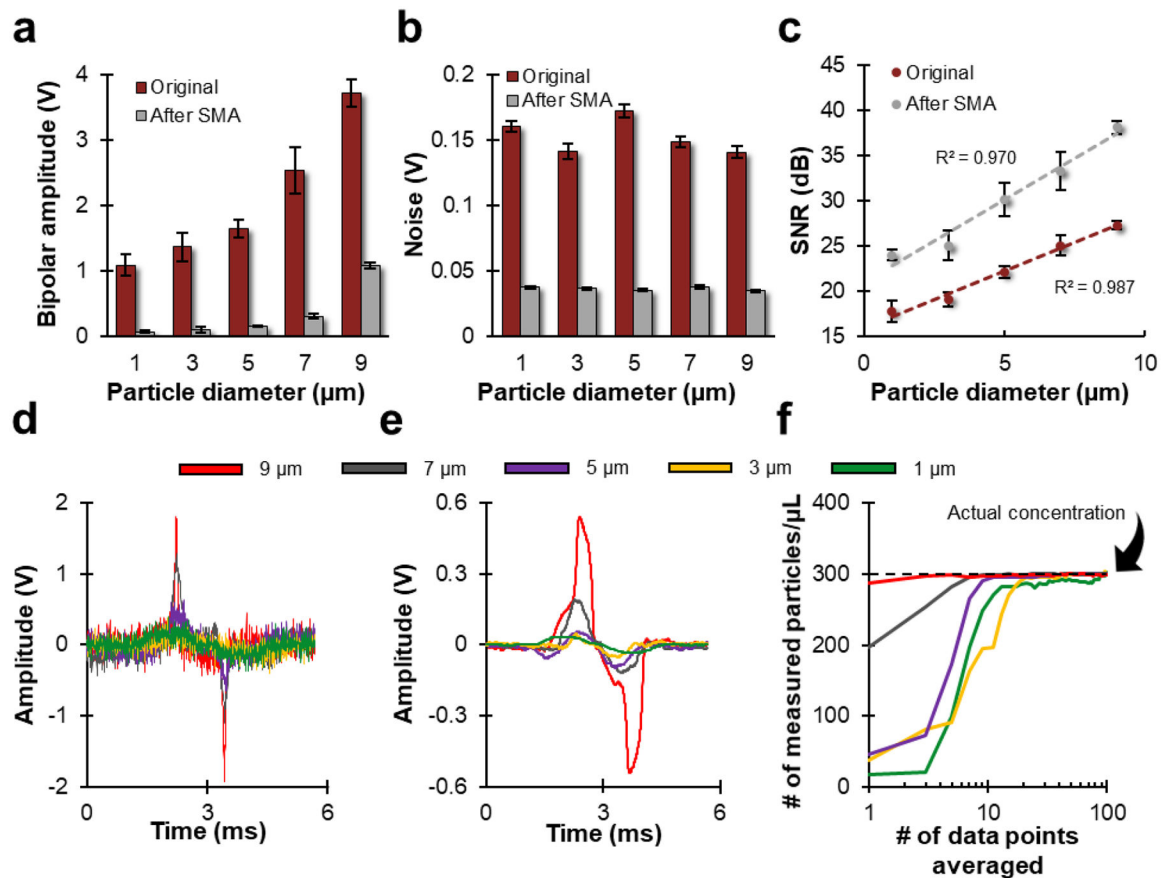 a
Bipolar amplitude (V)
4
3
2
1
0
Original
After SMA
1 3 5 7 9
Particle diameter (µm)
b
Noise (V)
0.2
0.15
0.1
0.05
0
Original
After SMA
1 3 5 7 9
Particle diameter (µm)
c
SNR (dB)
45
40
35
30
25
20
15
Original
After SMA
R² = 0.970
R² = 0.987
0 5 10
Particle diameter (µm)
d
e
f
9 µm 7 µm 5 µm 3 µm 1 µm
Amplitude (V)
2
1
0
-1
-2
0 3 6
Time (ms)
Amplitude (V)
0.6
0.3
0
-0.3
-0.6
0 3 6
Time (ms)
# of measured particles/µL
400
300
200
100
0
Actual concentration
1 10 100
# of data points
averaged